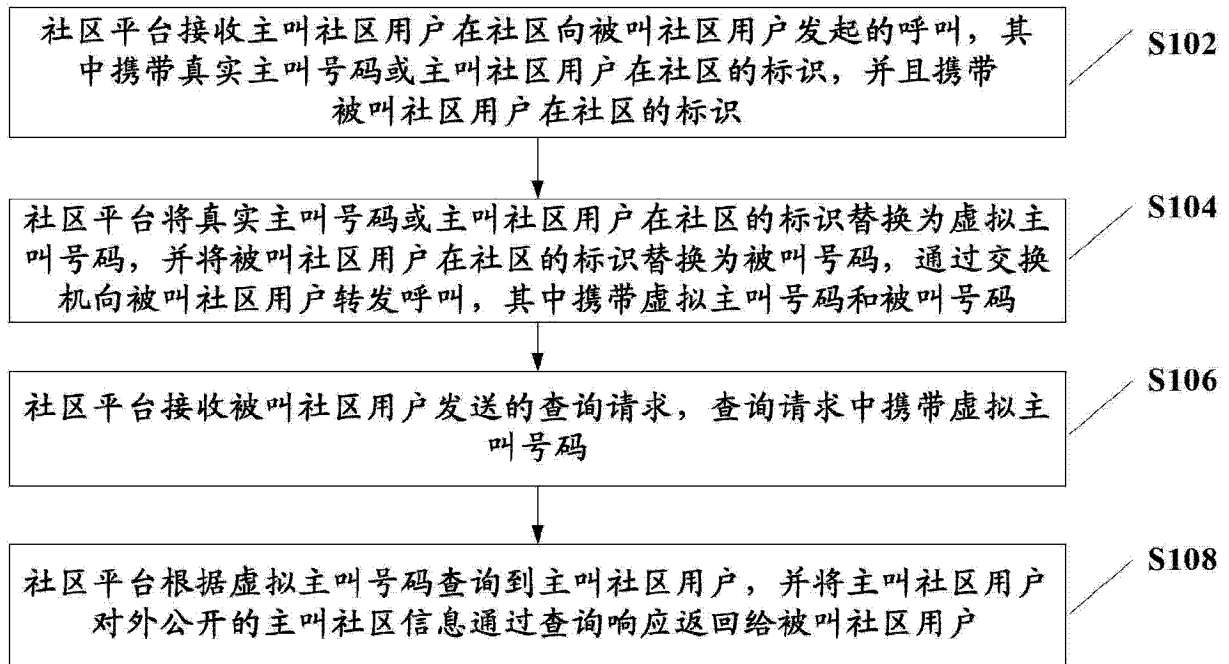 社区平台接收主叫社区用户在社区向被叫社区用户发起的呼叫，其
中携带真实主叫号码或主叫社区用户在社区的标识，并且携带
被叫社区用户在社区的标识
S102
社区平台将真实主叫号码或主叫社区用户在社区的标识替换为虚拟主
叫号码，并将被叫社区用户在社区的标识替换为被叫号码，通过交换
机向被叫社区用户转发呼叫，其中携带虚拟主叫号码和被叫号码
S104
社区平台接收被叫社区用户发送的查询请求，查询请求中携带虚拟主
叫号码
S106
社区平台根据虚拟主叫号码查询到主叫社区用户，并将主叫社区用户
对外公开的主叫社区信息通过查询响应返回给被叫社区用户
S108